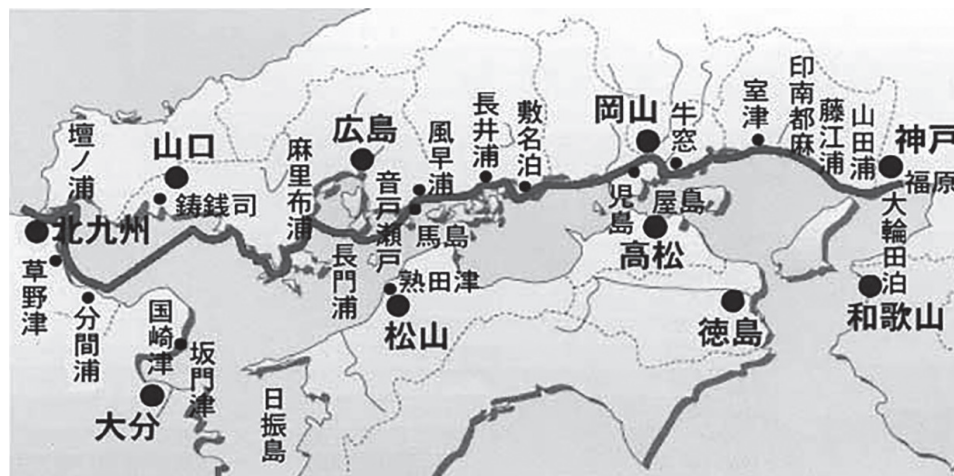 壇ノ浦
山口
鋳銭司
北九州
草野津
分間浦
国崎津
坂門津
大分
麻里布浦
広島
音戸瀬戸
長門浦
風早浦
馬島
熟田津
松山
日振島
長井浦
敷名泊
岡山
牛窓
児島
屋島
高松
徳島
室津
印南都麻
藤江浦
山田浦
神戸
福原
大輪田泊
和歌山